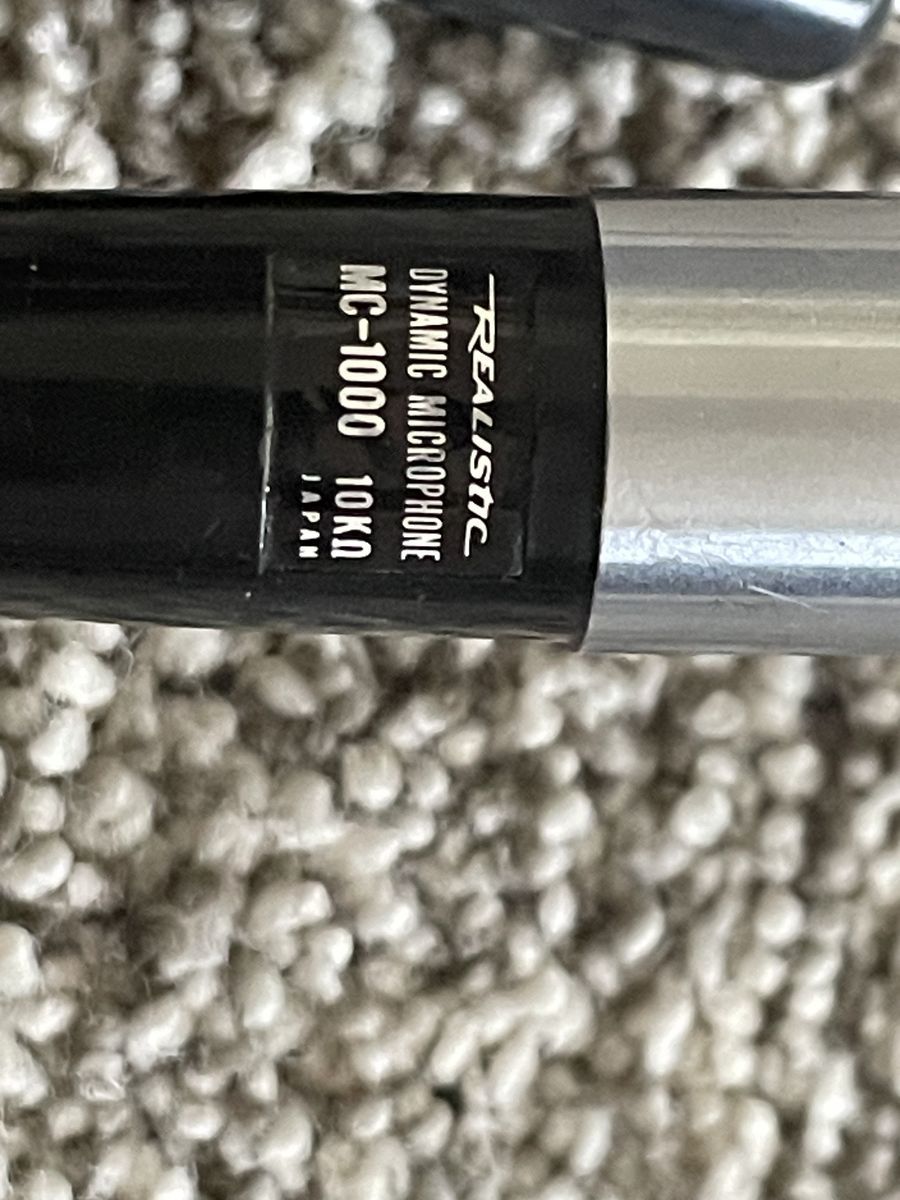 REALISTIC
DYNAMIC MICROPHONE
MC-1000 10KΩ
JAPAN